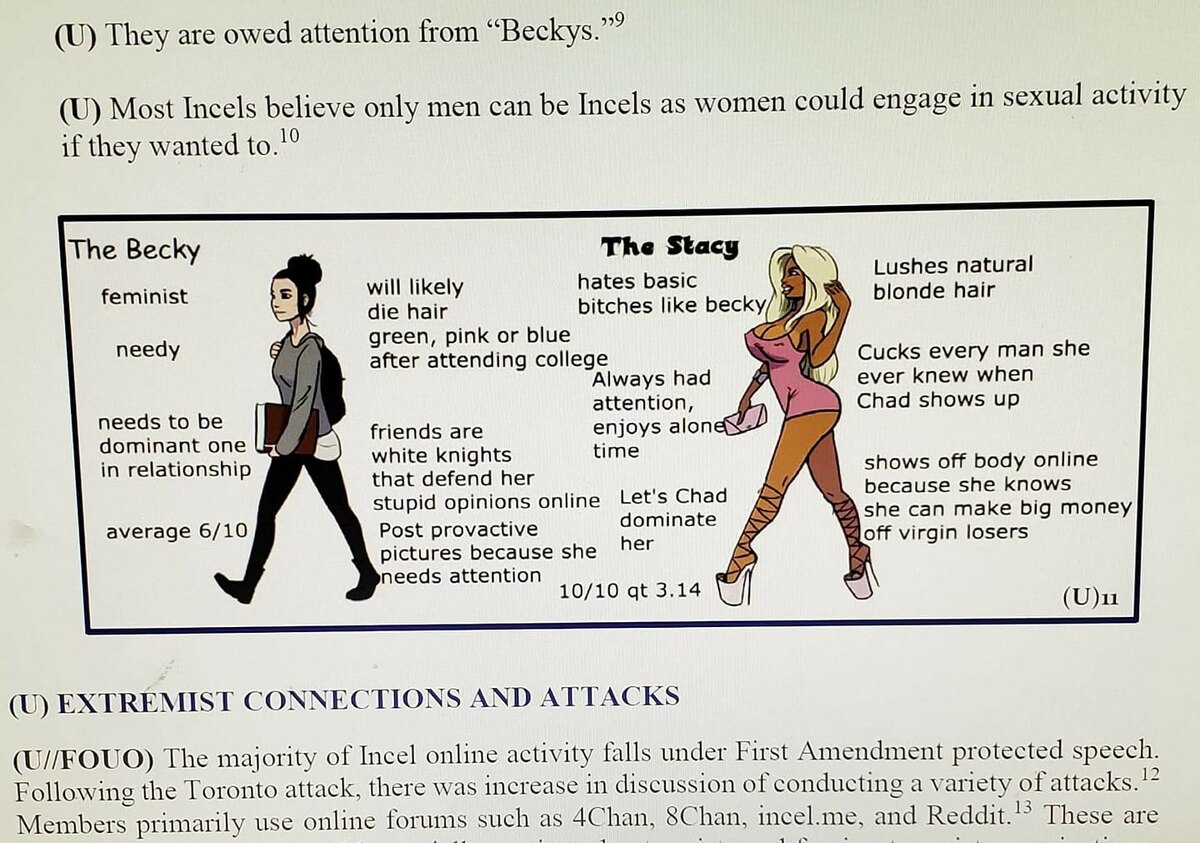 (U) They are owed attention from “Beckys.”9
(U) Most Incels believe only men can be Incels as women could engage in sexual activity
if they wanted to.10
The Becky
feminist
needy
needs to be
dominant one
in relationship
average 6/10
will likely
die hair
green, pink or blue
after attending college
friends are
white knights
that defend her
stupid opinions online
Post provactive
pictures because she
needs attention
The Stacy
hates basic
bitches like becky
Always had
attention,
enjoys alone
time
Let's Chad
dominate
her
10/10 qt 3.14
Lushes natural
blonde hair
Cucks every man she
ever knew when
Chad shows up
shows off body online
because she knows
she can make big money
off virgin losers
(U)11
(U) EXTREMIST CONNECTIONS AND ATTACKS
(U//FOUO) The majority of Incel online activity falls under First Amendment protected speech.
Following the Toronto attack, there was increase in discussion of conducting a variety of attacks.12
Members primarily use online forums such as 4Chan, 8Chan, incel.me, and Reddit.13 These are